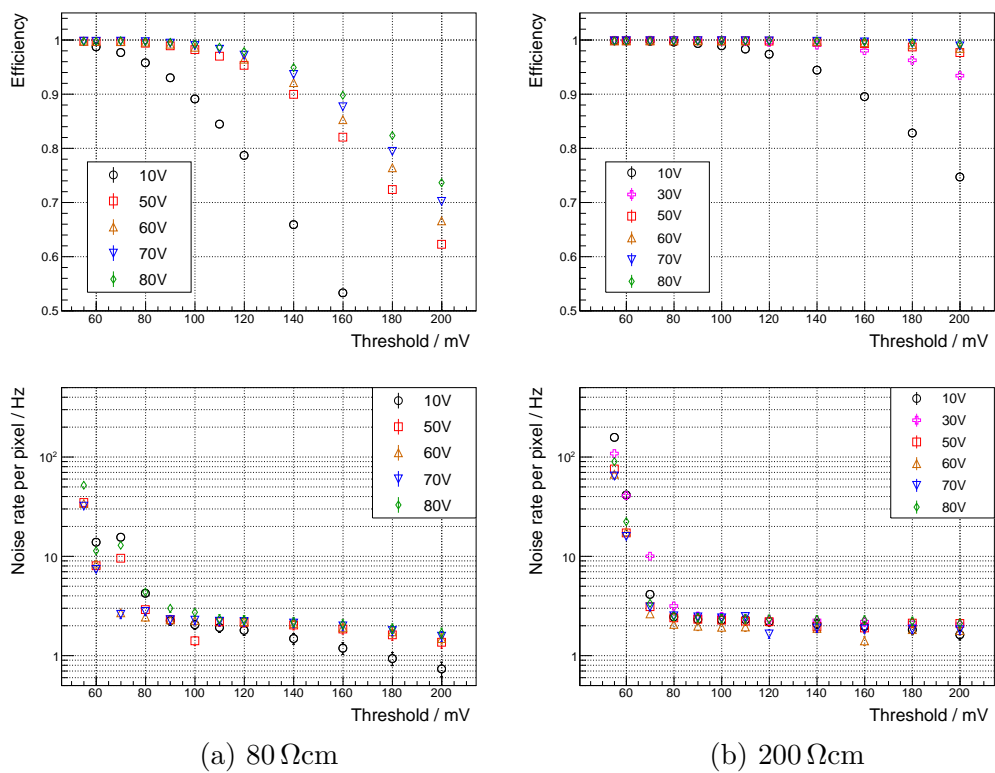 Efficiency
1
0.9
0.8
0.7
0.6
0.5
10V
50V
60V
70V
80V
60 80 100 120 140 160 180 200
Threshold / mV
Efficiency
1
0.9
0.8
0.7
0.6
0.5
10V
30V
50V
60V
70V
80V
60 80 100 120 140 160 180 200
Threshold / mV
Noise rate per pixel / Hz
10²
10
1
10V
50V
60V
70V
80V
60 80 100 120 140 160 180 200
Threshold / mV
(a) 80 Ωcm
Noise rate per pixel / Hz
10²
10
1
10V
30V
50V
60V
70V
80V
60 80 100 120 140 160 180 200
Threshold / mV
(b) 200 Ωcm